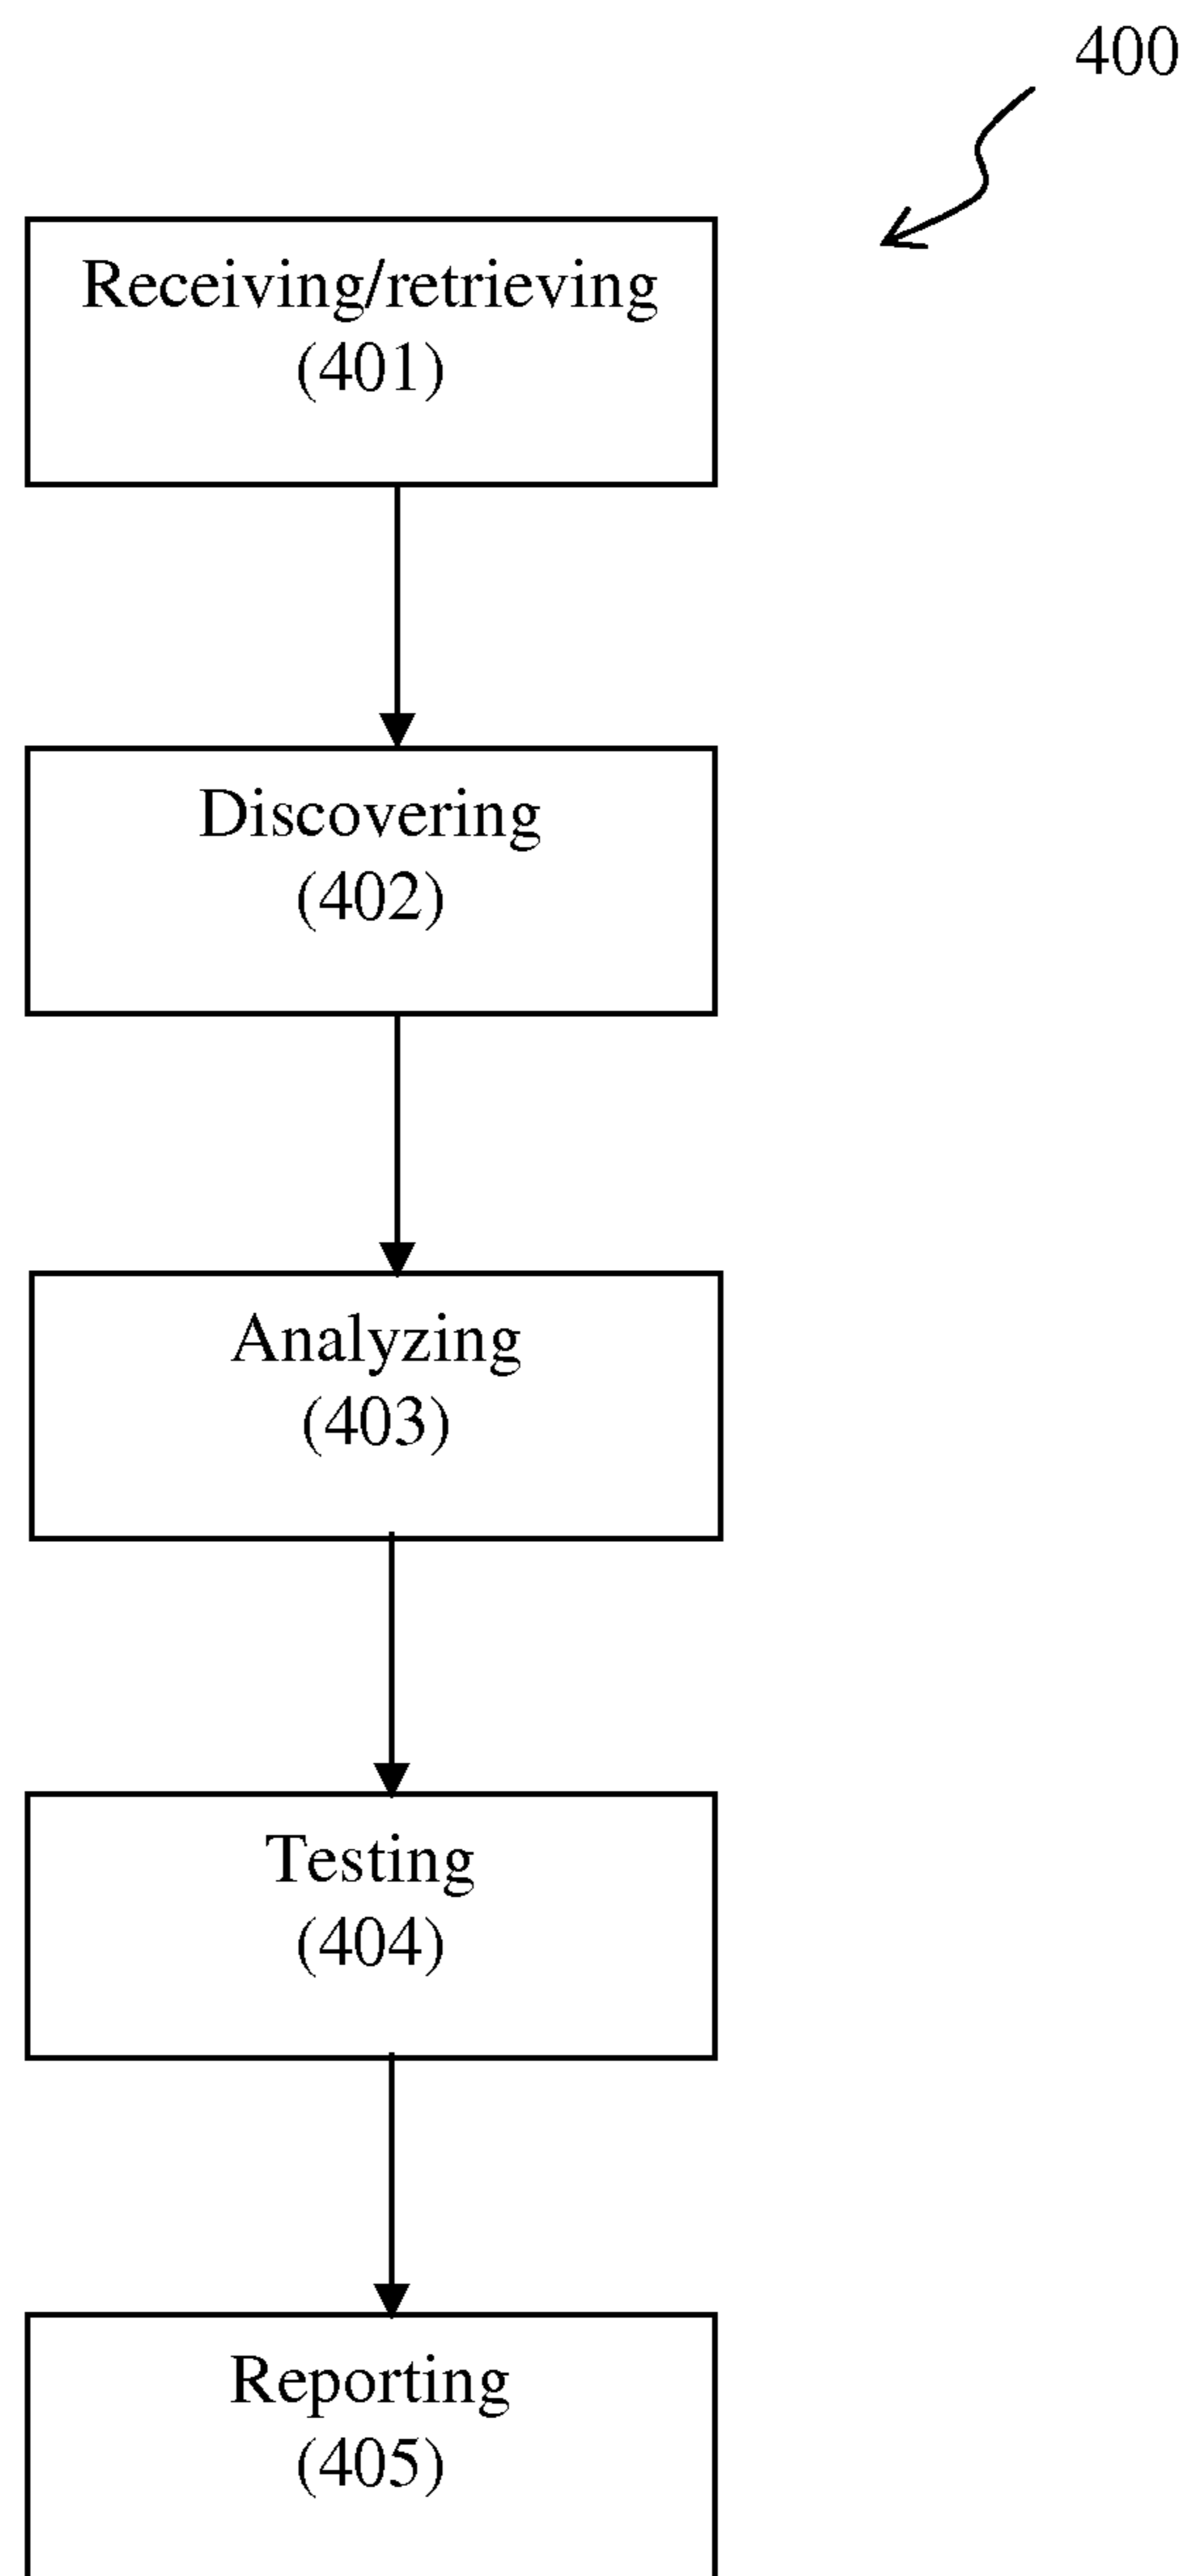 400
Receiving/retrieving
(401)
Discovering
(402)
Analyzing
(403)
Testing
(404)
Reporting
(405)